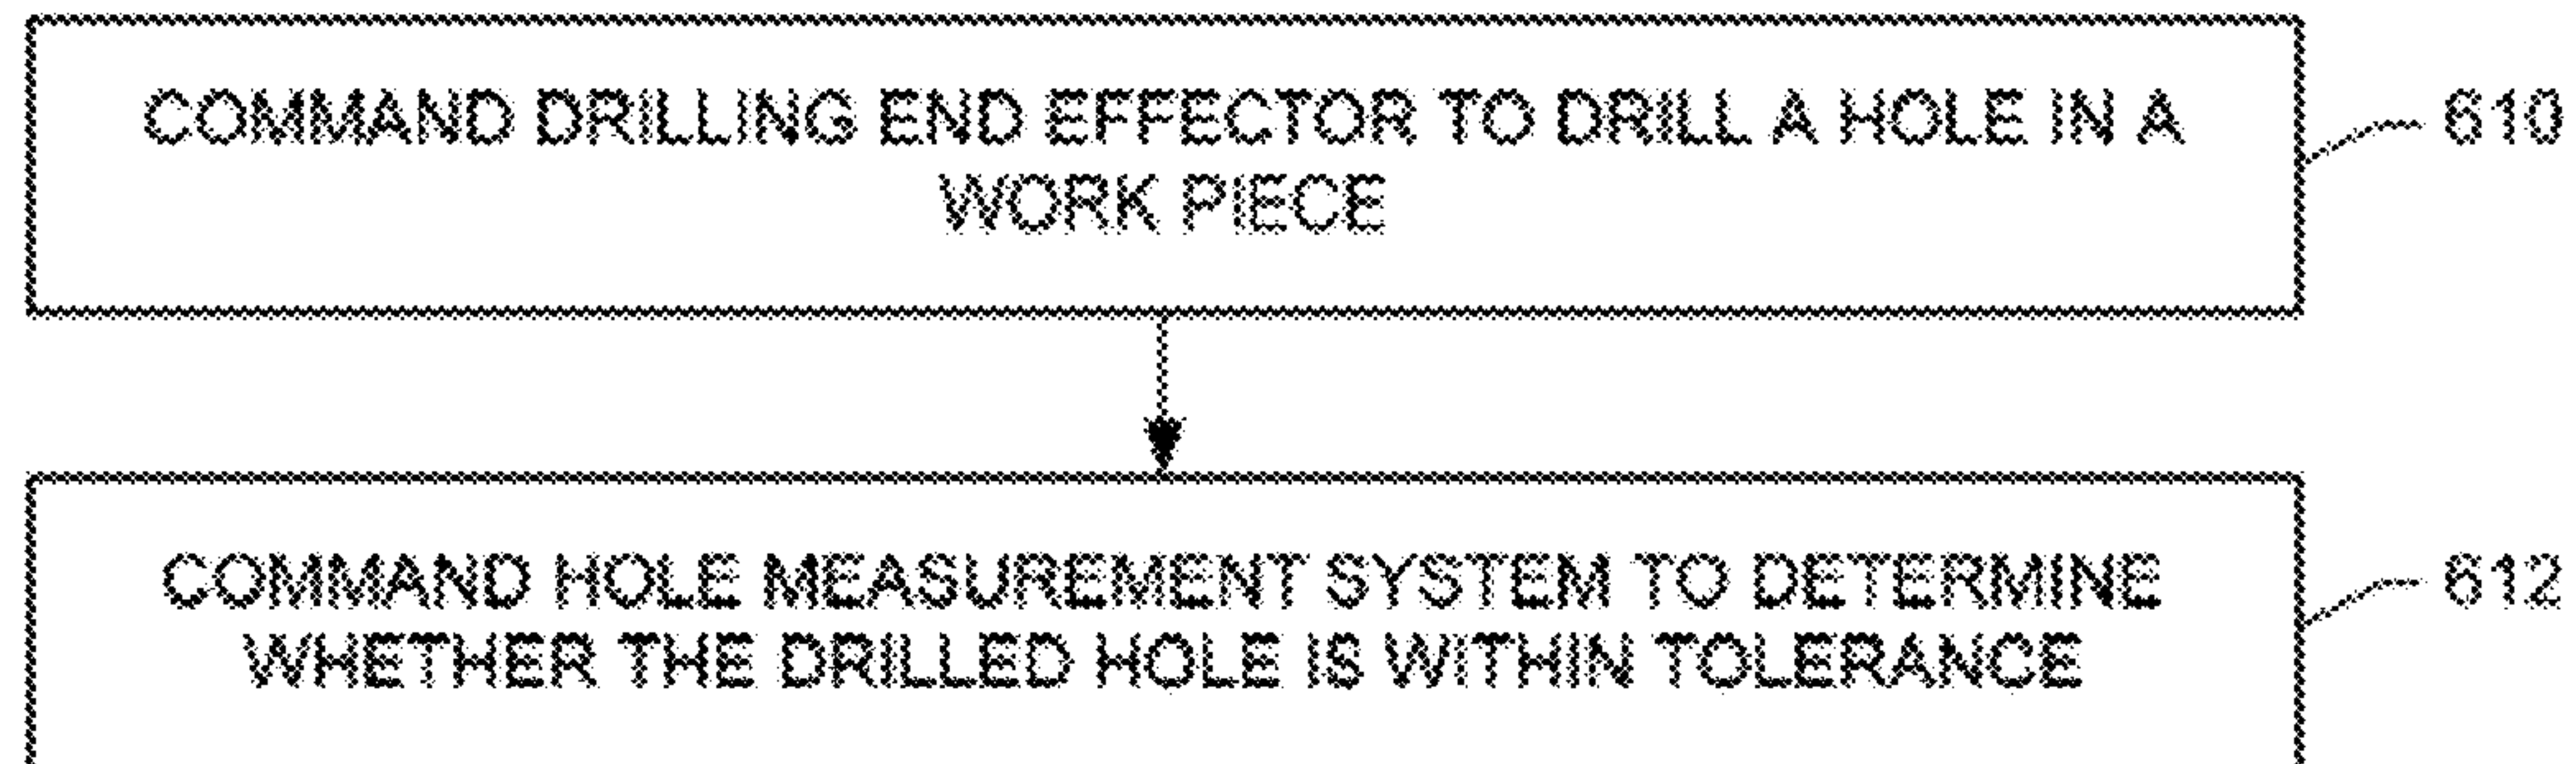 COMMAND DRILLING END EFFECTOR TO DRILL A HOLE IN A
WORK PIECE
610
COMMAND HOLE MEASUREMENT SYSTEM TO DETERMINE
WHETHER THE DRILLED HOLE IS WITHIN TOLERANCE
612